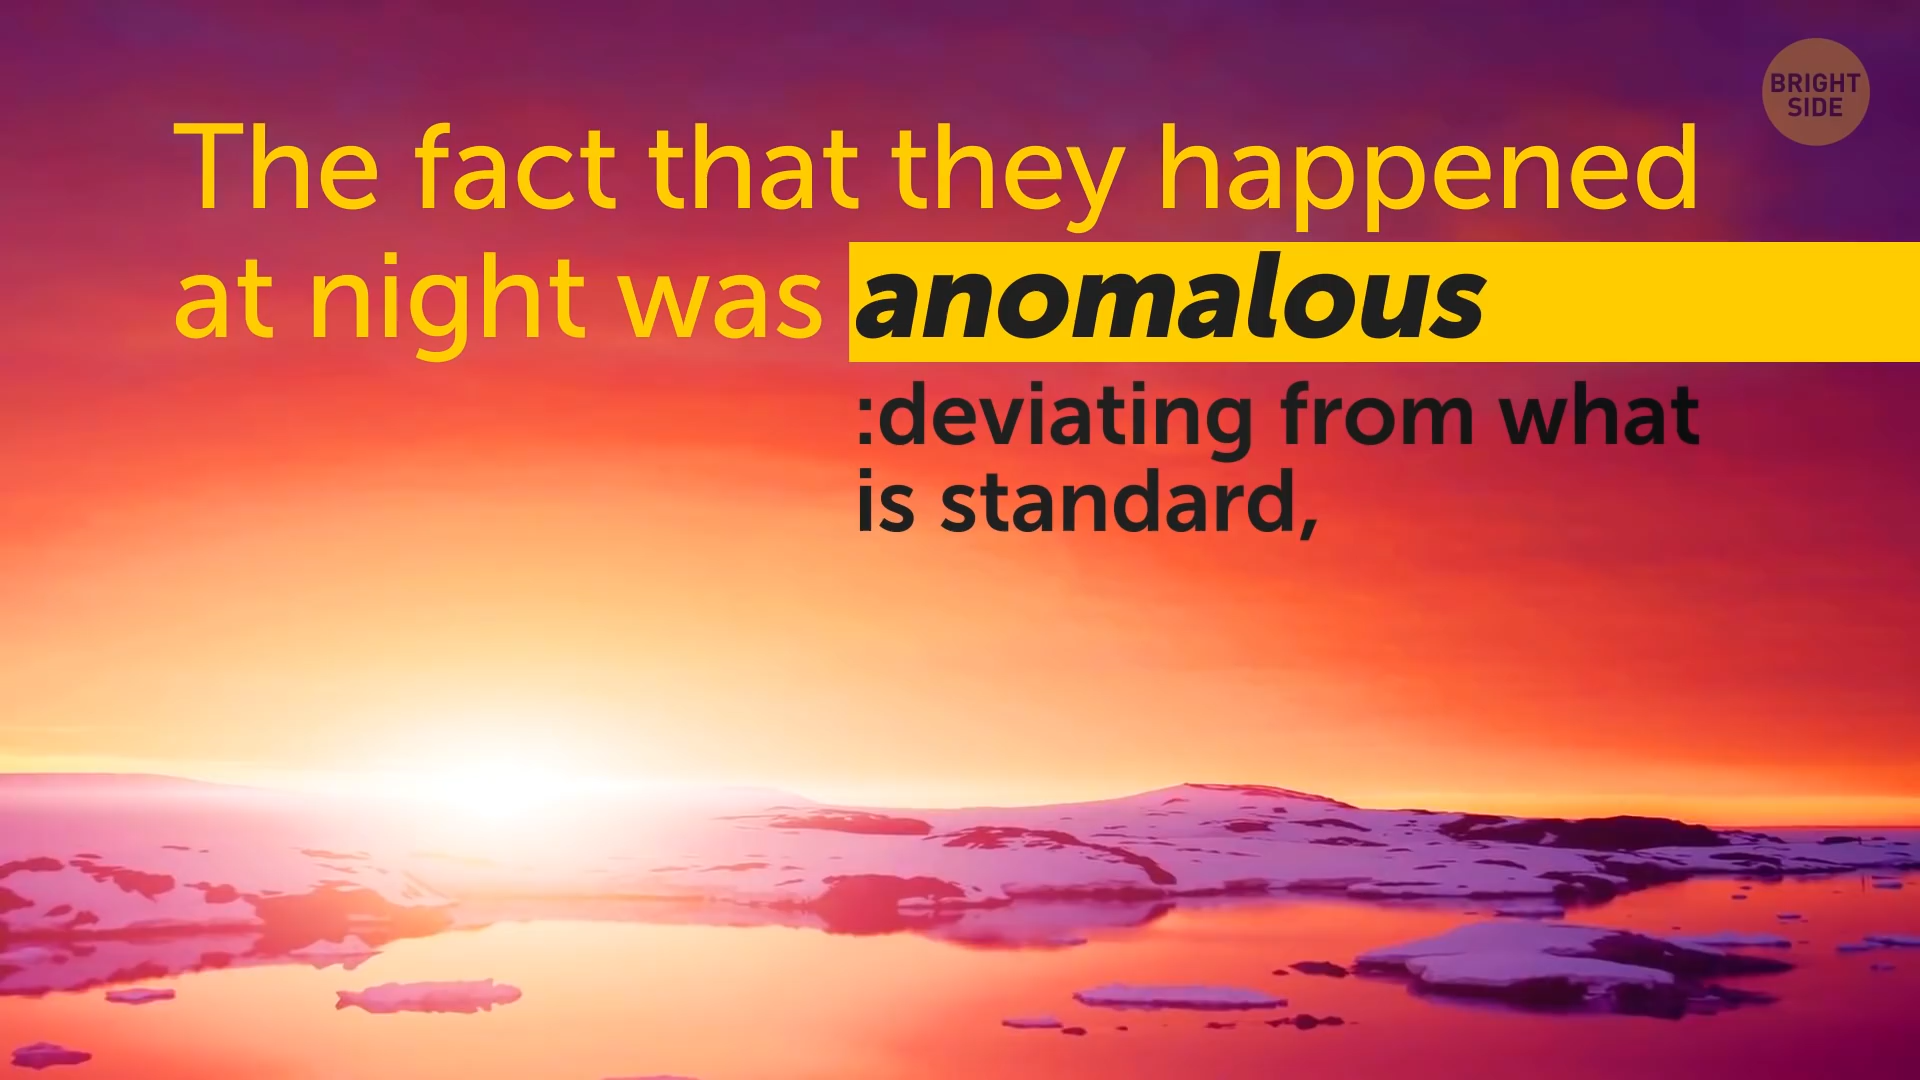 BRIGHT
SIDE
The fact that they happened
at night was anomalous
:deviating from what
is standard,